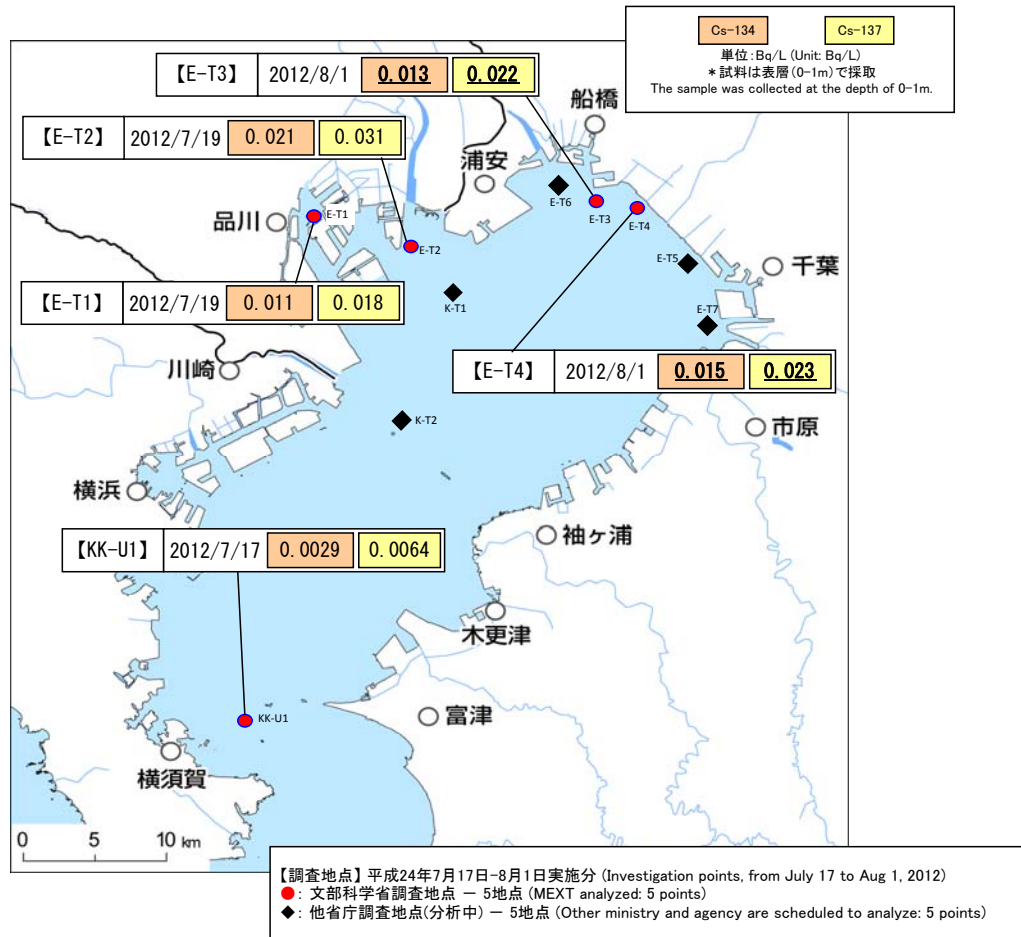 Cs-134 Cs-137
単位:Bq/L (Unit: Bq/L)
*試料は表層(0-1m)で採取
The sample was collected at the depth of 0-1m.
【E-T3】 2012/8/1 0.013 0.022
船橋
【E-T2】 2012/7/19 0.021 0.031
浦安
E-T6
E-T3
E-T4
品川
E-T1
E-T2
E-T5
千葉
【E-T1】 2012/7/19 0.011 0.018
K-T1
E-T7
川崎
【E-T4】 2012/8/1 0.015 0.023
K-T2
市原
横浜
袖ヶ浦
【KK-U1】 2012/7/17 0.0029 0.0064
木更津
KK-U1
富津
横須賀
0 5 10 km
【調査地点】 平成24年7月17日-8月1日実施分 (Investigation points, from July 17 to Aug 1, 2012)
●: 文部科学省調査地点 － 5地点 (MEXT analyzed: 5 points)
◆: 他省庁調査地点(分析中) － 5地点 (Other ministry and agency are scheduled to analyze: 5 points)